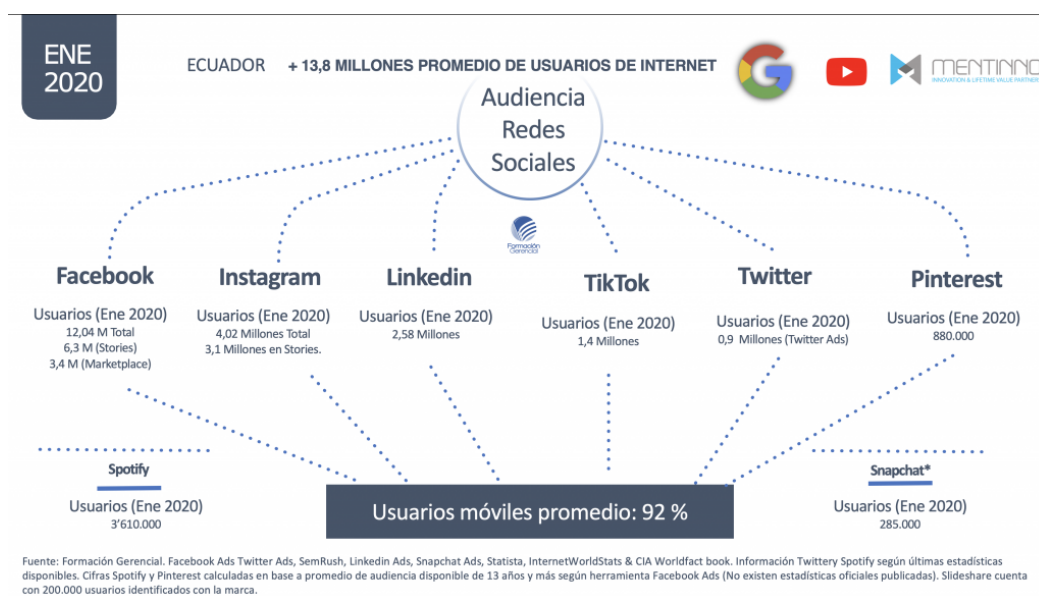 ENE
2020
ECUADOR + 13,8 MILLONES PROMEDIO DE USUARIOS DE INTERNET
G
MENTINNO
INNOVATION & LIFETIME VALUE PARTNERS
Audiencia
Redes
Sociales
Formación
Gerencial
Facebook
Usuarios (Ene 2020)
12,04 M Total
6,3 M (Stories)
3,4 M (Marketplace)
Instagram
Usuarios (Ene 2020)
4,02 Millones Total
3,1 Millones en Stories.
Linkedin
Usuarios (Ene 2020)
2,58 Millones
TikTok
Usuarios (Ene 2020)
1,4 Millones
Twitter
Usuarios (Ene 2020)
0,9 Millones (Twitter Ads)
Pinterest
Usuarios (Ene 2020)
880.000
Spotify
Usuarios (Ene 2020)
3'610.000
Usuarios móviles promedio: 92 %
Snapchat*
Usuarios (Ene 2020)
285.000
Fuente: Formación Gerencial. Facebook Ads Twitter Ads, SemRush, Linkedin Ads, Snapchat Ads, Statista, InternetWorldStats & CIA Worldfact book. Información Twittery Spotify según últimas estadísticas
disponibles. Cifras Spotify y Pinterest calculadas en base a promedio de audiencia disponible de 13 años y más según herramienta Facebook Ads (No existen estadísticas oficiales publicadas). Slideshare cuenta
con 200.000 usuarios identificados con la marca.